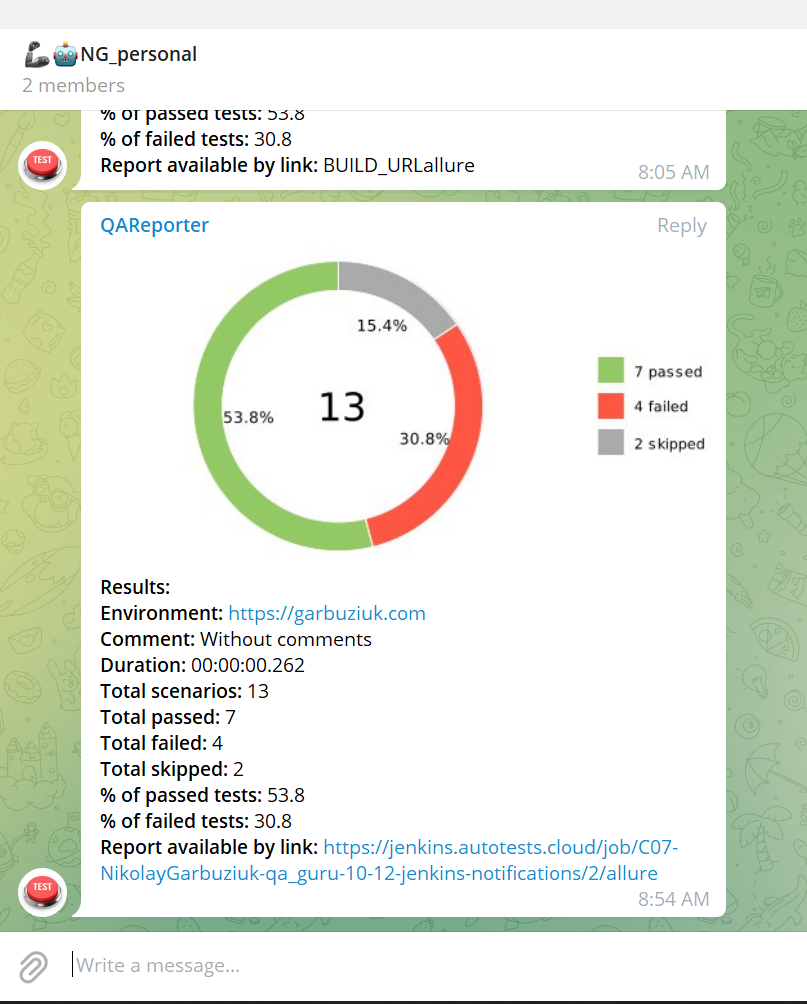 NG_personal
2 members
% of passed tests: 53.8
% of failed tests: 30.8
Report available by link: BUILD_URLallure
8:05 AM
TEST
QAReporter
Reply
15.4%
53.8%
13
30.8%
7 passed
4 failed
2 skipped
Results:
Environment: https://garbuziuk.com
Comment: Without comments
Duration: 00:00:00.262
Total scenarios: 13
Total passed: 7
Total failed: 4
Total skipped: 2
% of passed tests: 53.8
% of failed tests: 30.8
Report available by link: https://jenkins.autotests.cloud/job/C07-
NikolayGarbuziuk-qa_guru-10-12-jenkins-notifications/2/allure
8:54 AM
TEST
Write a message...